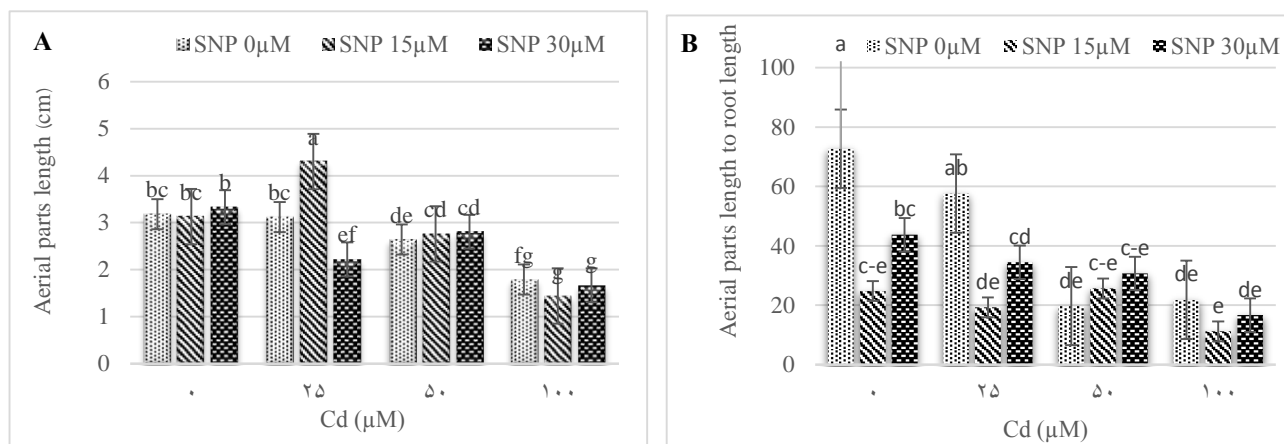 A
SNP 0µM SNP 15µM SNP 30µM
Aerial parts length (cm)
6
5
4
3
2
1
0
bc bc b
bc a ef
de cd cd
fg g g
۰ ۲۵ ۵۰ ۱۰۰
Cd (µM)
B
a
SNP 0µM SNP 15µM SNP 30µM
Aerial parts length to root length
100
80
60
40
20
0
c-e bc
ab de cd
de c-e c-e
de e de
۰ ۲۵ ۵۰ ۱۰۰
Cd (µM)